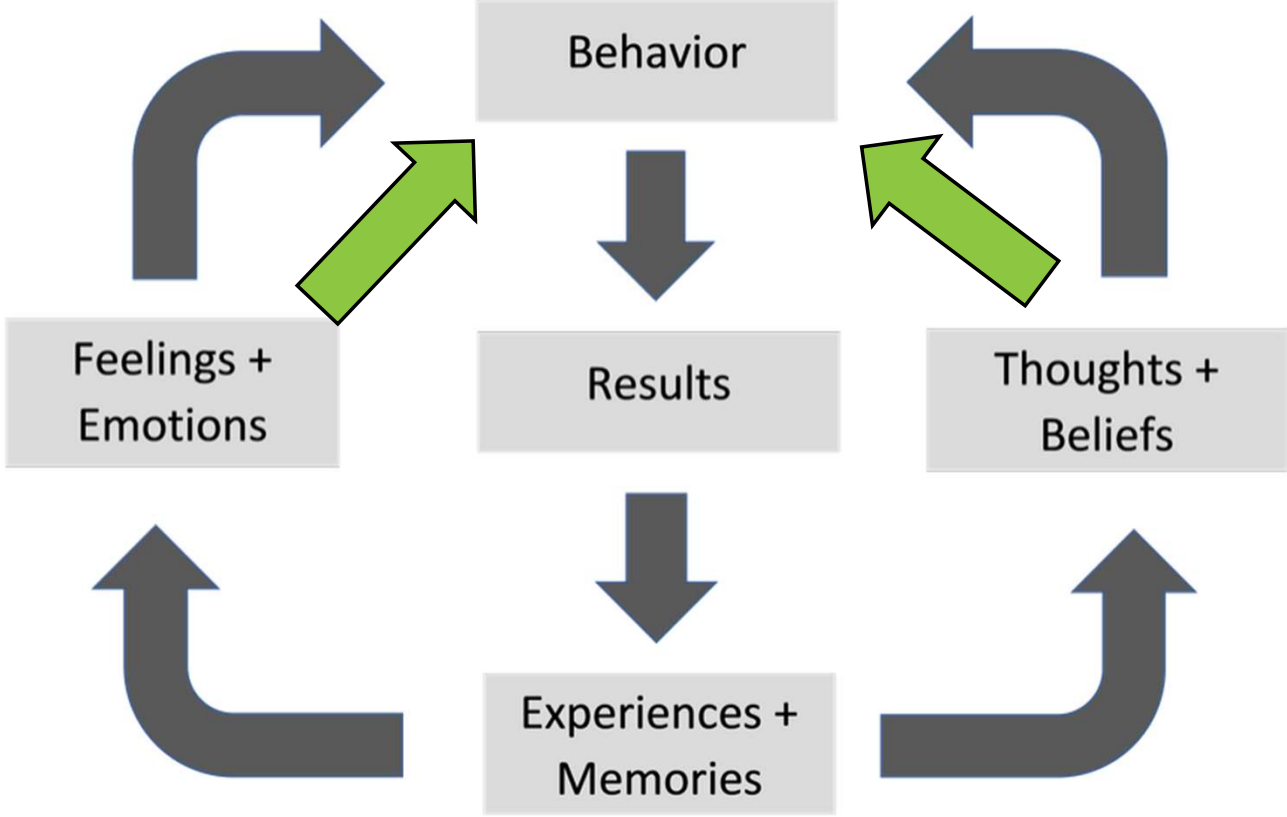 Behavior
Feelings +
Emotions
Results
Thoughts +
Beliefs
Experiences +
Memories